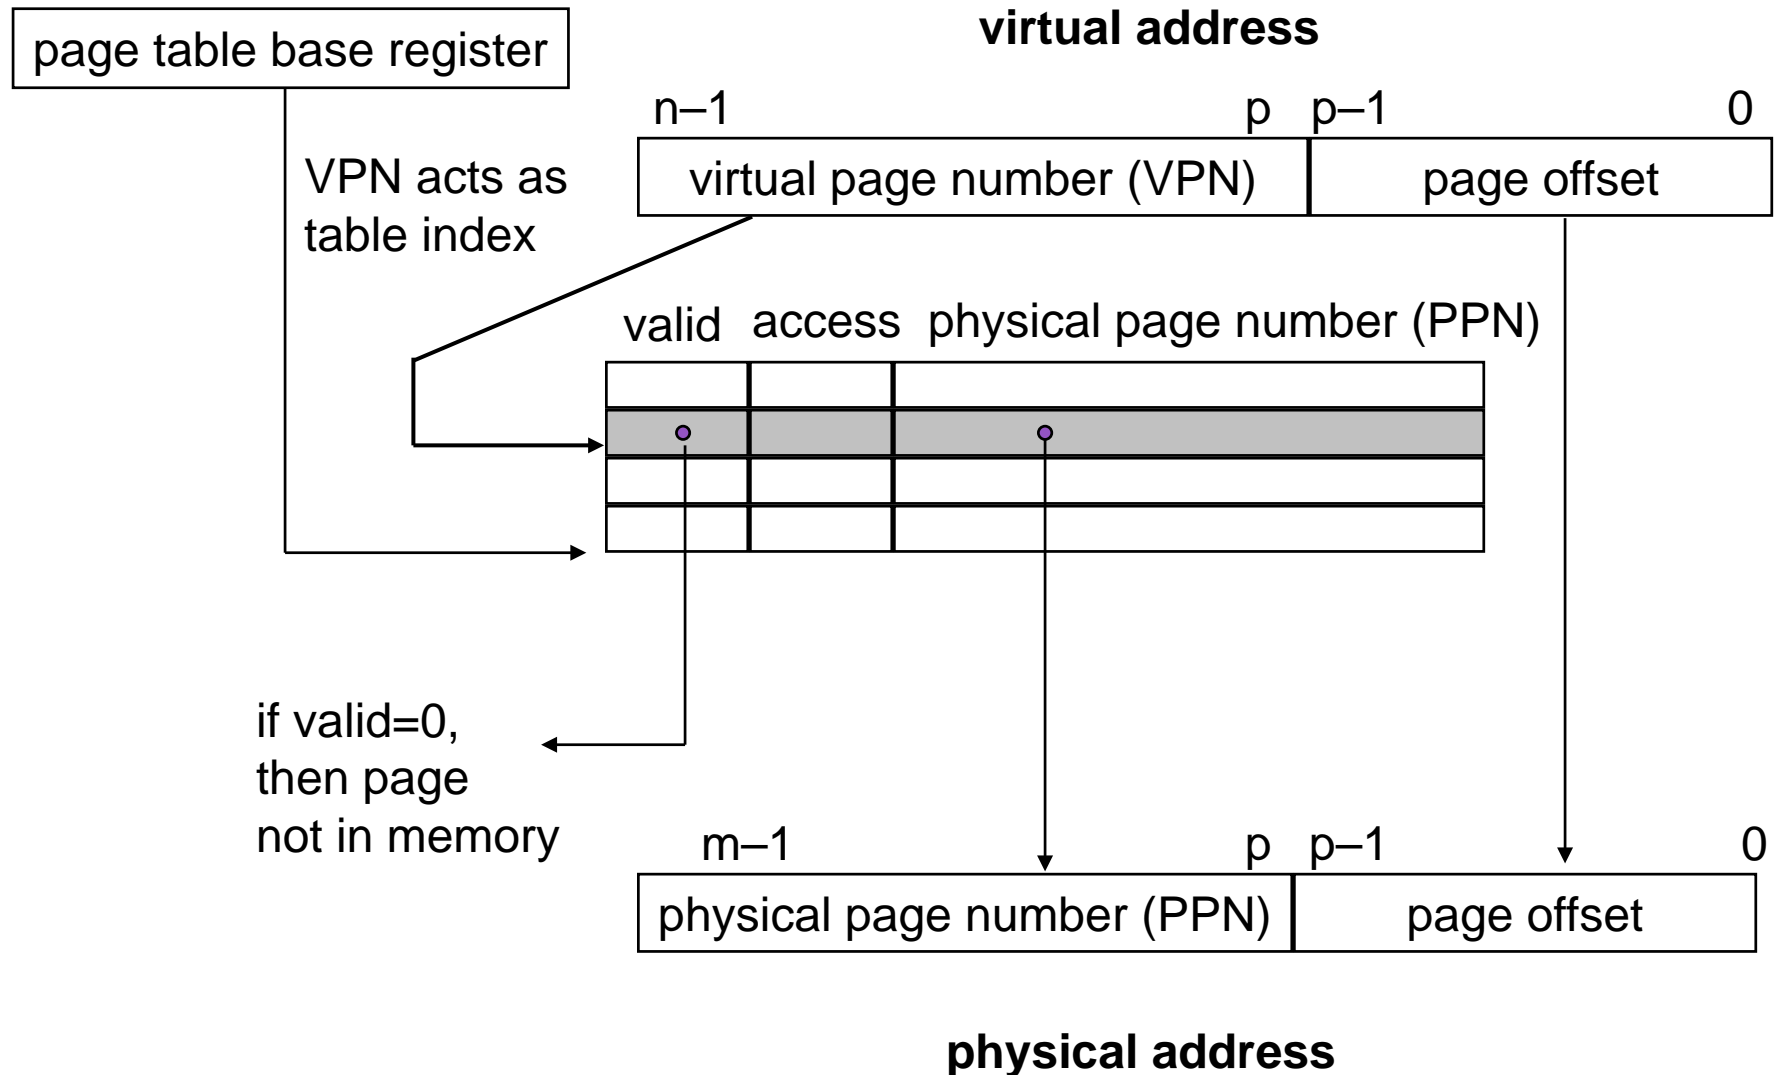 page table base register
virtual address
n–1
p
p–1
0
virtual page number (VPN)
page offset
VPN acts as
table index
valid
access
physical page number (PPN)
if valid=0,
then page
not in memory
m–1
p
p–1
0
physical page number (PPN)
page offset
physical address